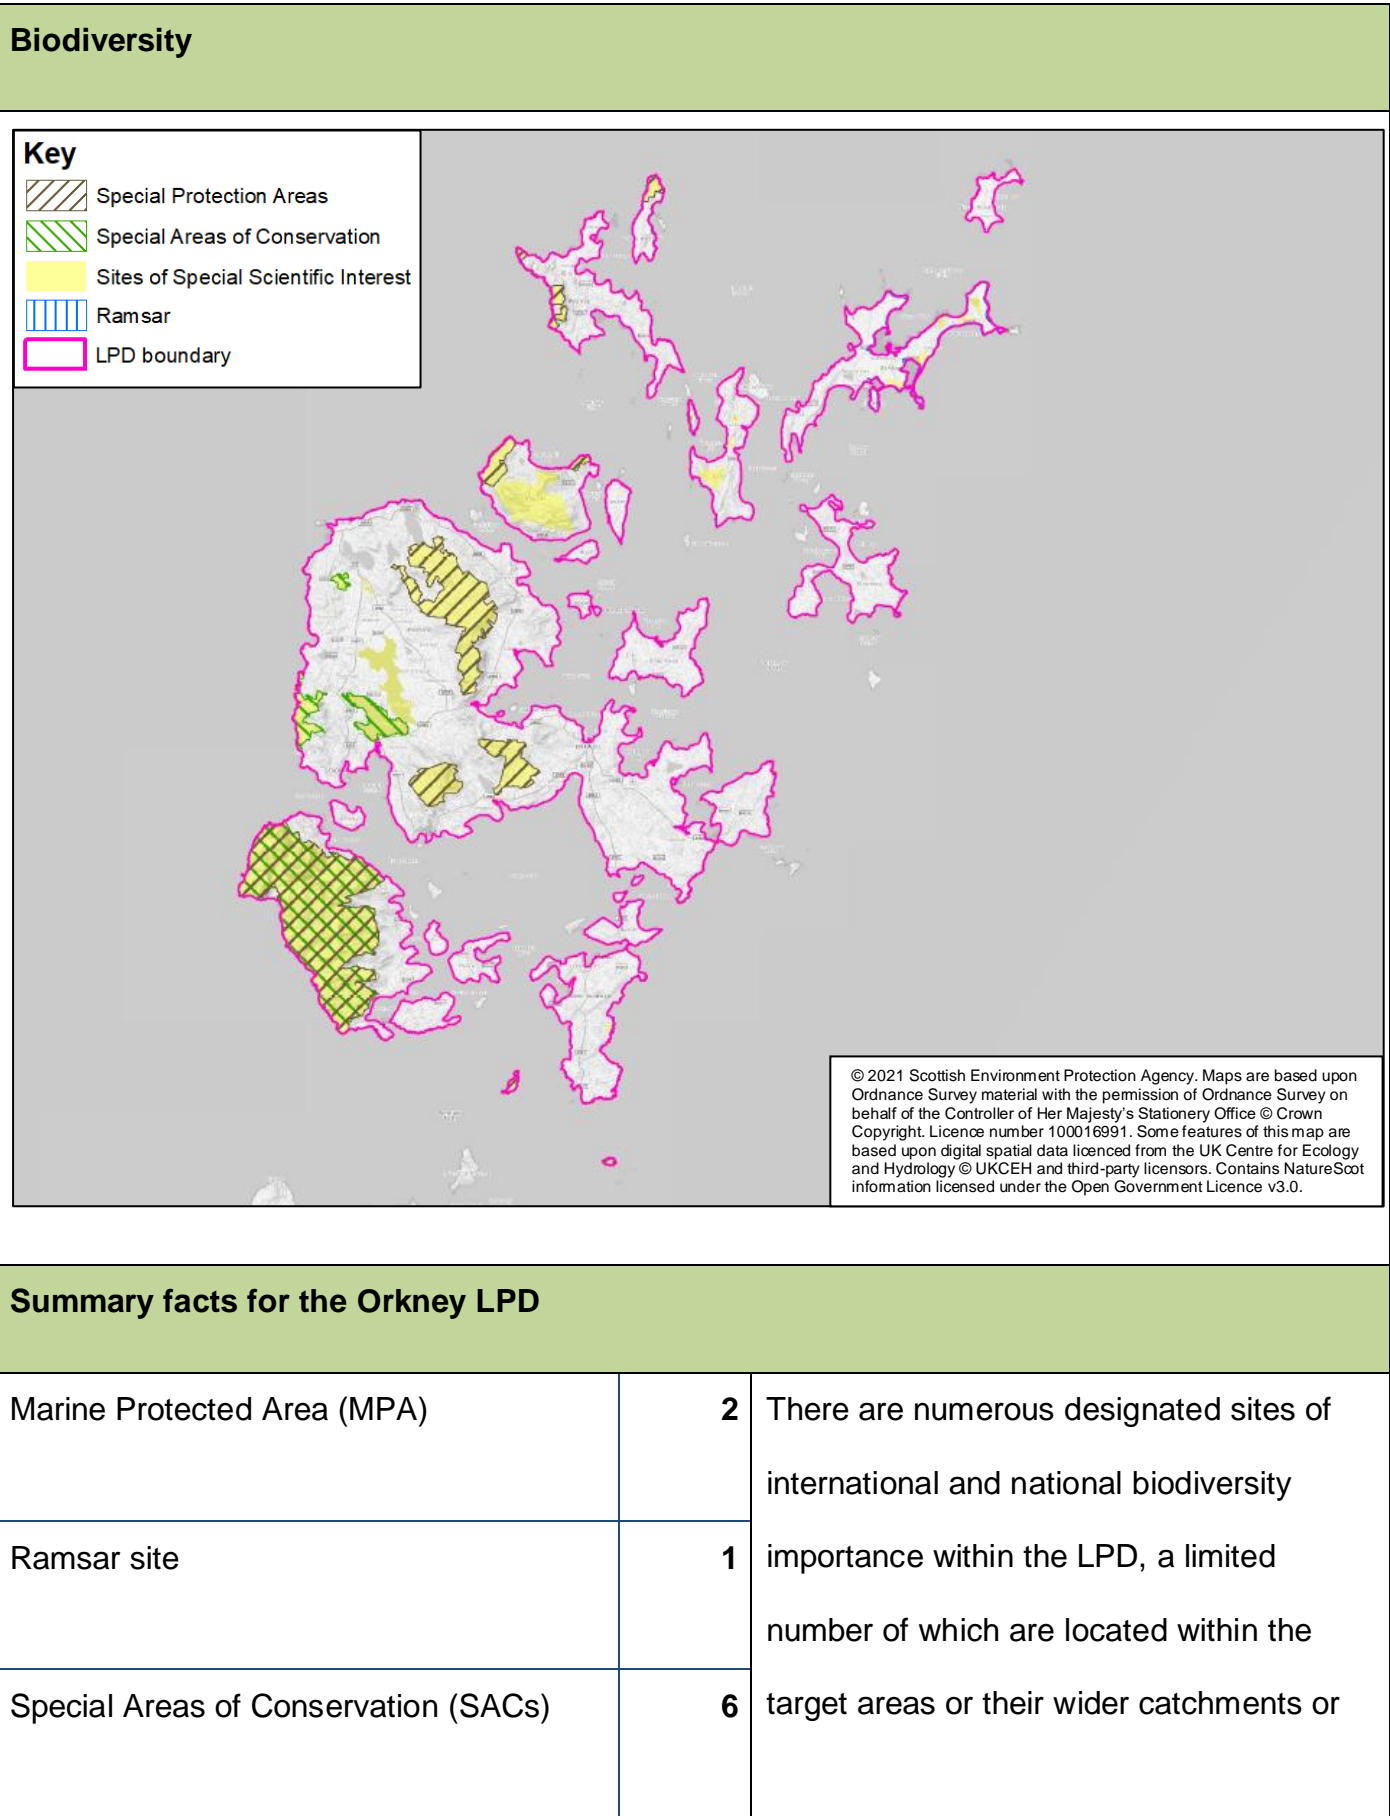 Biodiversity
Key
Special Protection Areas
Special Areas of Conservation
Sites of Special Scientific Interest
Ramsar
LPD boundary
© 2021 Scottish Environment Protection Agency. Maps are based upon
Ordnance Survey material with the permission of Ordnance Survey on
behalf of the Controller of Her Majesty's Stationery Office © Crown
Copyright. Licence number 100016991. Some features of this map are
based upon digital spatial data licenced from the UK Centre for Ecology
and Hydrology © UKCEH and third-party licensors. Contains NatureScot
information licensed under the Open Government Licence v3.0.
Summary facts for the Orkney LPD
Marine Protected Area (MPA)
2
Ramsar site
1
Special Areas of Conservation (SACs)
6
There are numerous designated sites of
international and national biodiversity
importance within the LPD, a limited
number of which are located within the
target areas or their wider catchments or